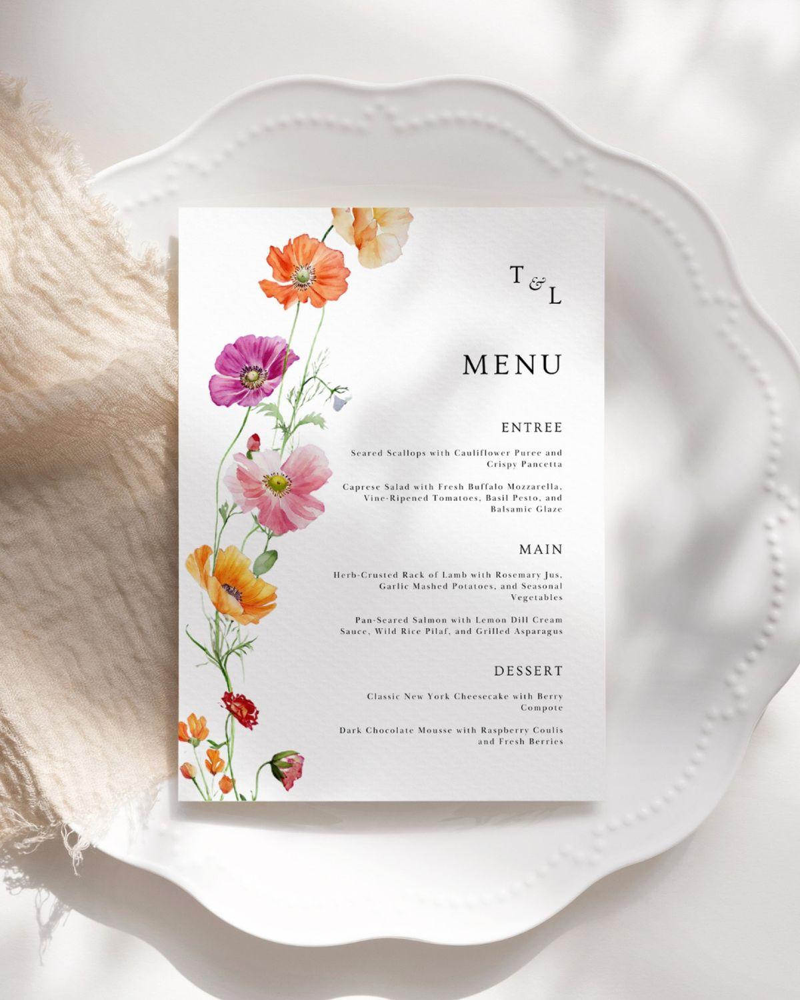 T & L
MENU
ENTREE
Seared Scallops with Cauliflower Puree and
Crispy Pancetta
Caprese Salad with Fresh Buffalo Mozzarella,
Vine-Ripened Tomatoes, Basil Pesto, and
Balsamic Glaze
MAIN
Herb-Crusted Rack of Lamb with Rosemary Jus,
Garlic Mashed Potatoes, and Seasonal
Vegetables
Pan-Seared Salmon with Lemon Dill Cream
Sauce, Wild Rice Pilaf, and Grilled Asparagus
DESSERT
Classic New York Cheesecake with Berry
Compote
Dark Chocolate Mousse with Raspberry Coulis
and Fresh Berries